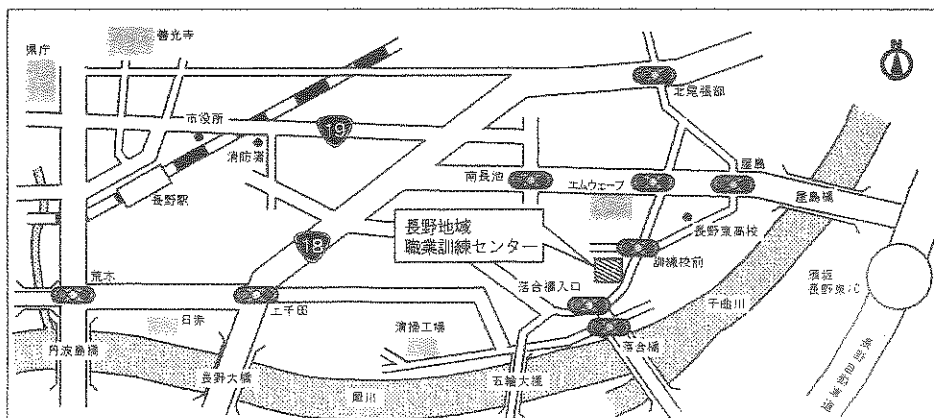 善光寺
県庁
N
北尾張部
市役所
19
消防署
屋島
南長池
エムウェーブ
長野駅
屋島橋
長野東高校
長野地域
職業訓練センター
18
訓練校前
荒木
落合橋入口
須坂
長野東IC
上千田
千曲川
日赤
清掃工場
丹波島橋
落合橋
長野大橋
五輪大橋
犀川
上信越自動車道